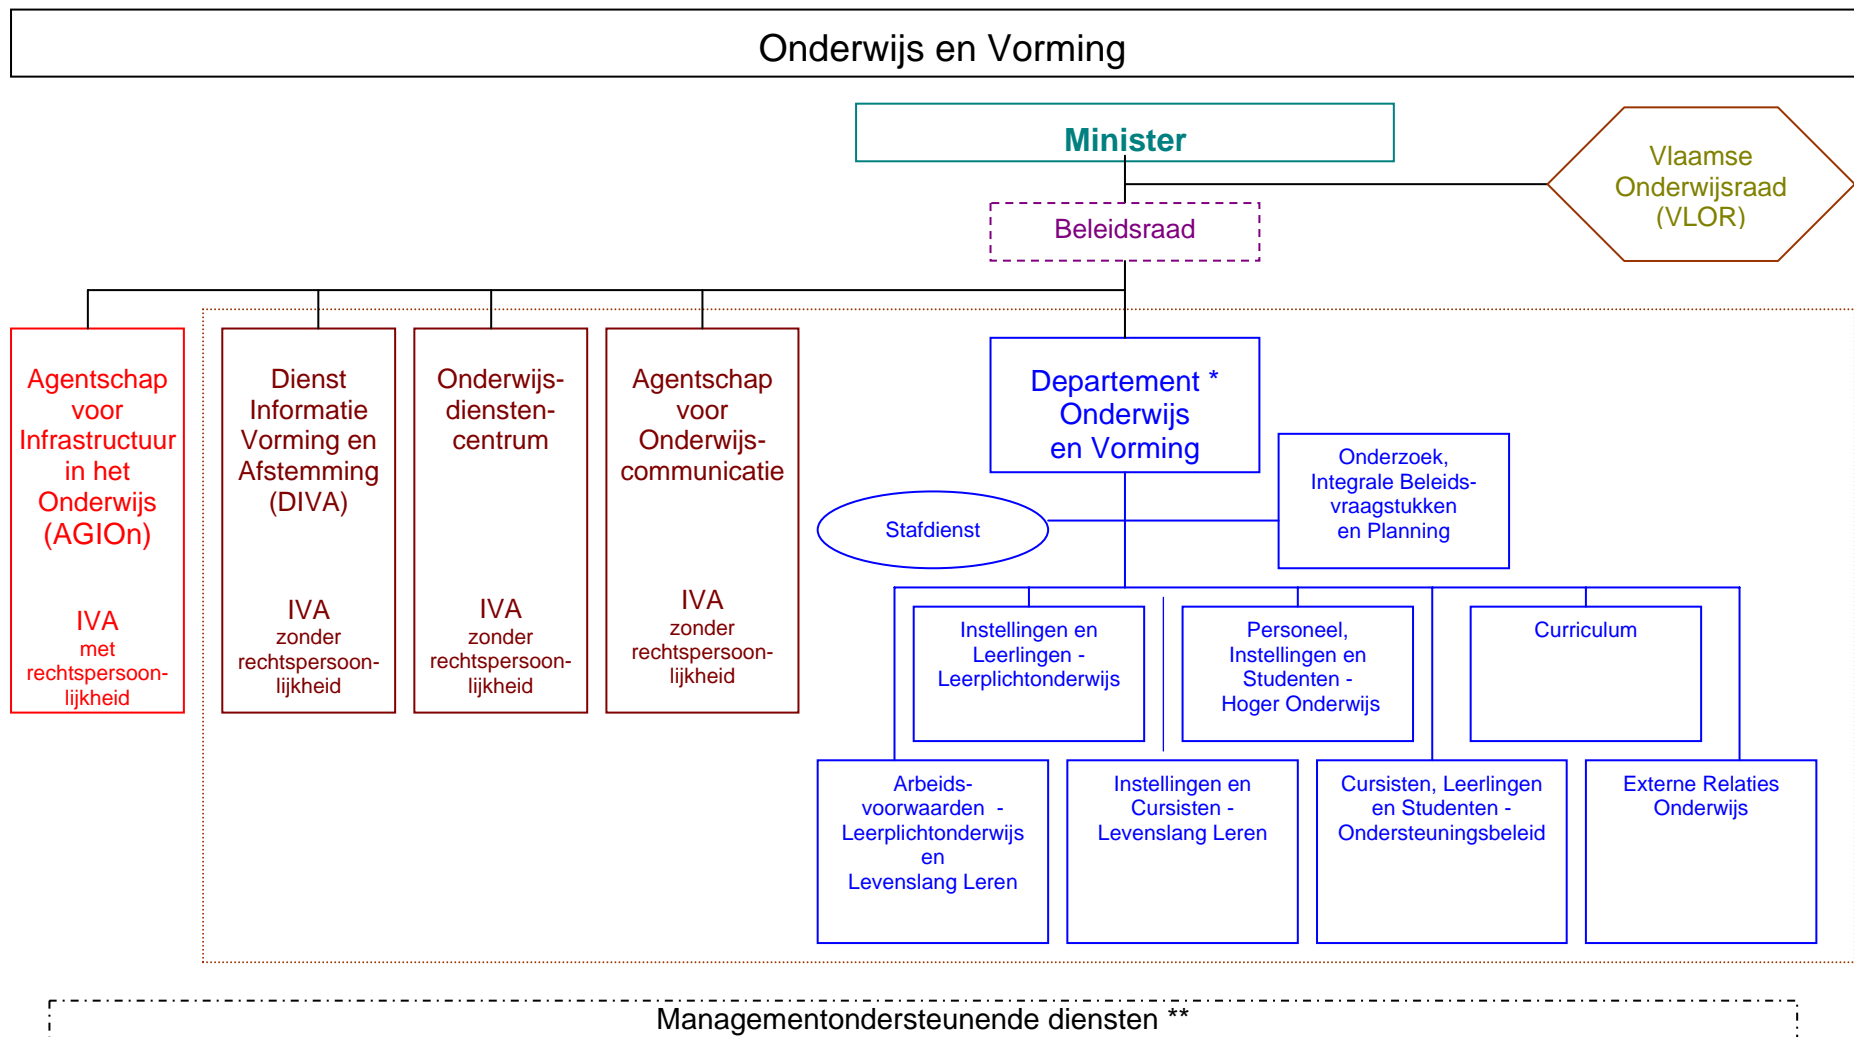 Onderwijs en Vorming
Minister
Vlaamse
Onderwijsraad
(VLOR)
Beleidsraad
Agentschap
voor
Infrastructuur
in het
Onderwijs
(AGIOn)
IVA
met
rechtspersoon-
lijkheid
Dienst
Informatie
Vorming en
Afstemming
(DIVA)
IVA
zonder
rechtspersoon-
lijkheid
Onderwijs-
diensten-
centrum
IVA
zonder
rechtspersoon-
lijkheid
Agentschap
voor
Onderwijs-
communicatie
IVA
zonder
rechtspersoon-
lijkheid
Departement *
Onderwijs
en Vorming
Stafdienst
Onderzoek,
Integrale Beleids-
vraagstukken
en Planning
Instellingen en
Leerlingen -
Leerplichtonderwijs
Personeel,
Instellingen en
Studenten -
Hoger Onderwijs
Curriculum
Arbeids-
voorwaarden -
Leerplichtonderwijs
en
Levenslang Leren
Instellingen en
Cursisten -
Levenslang Leren
Cursisten, Leerlingen
en Studenten -
Ondersteuningsbeleid
Externe Relaties
Onderwijs
Managementondersteunende diensten **